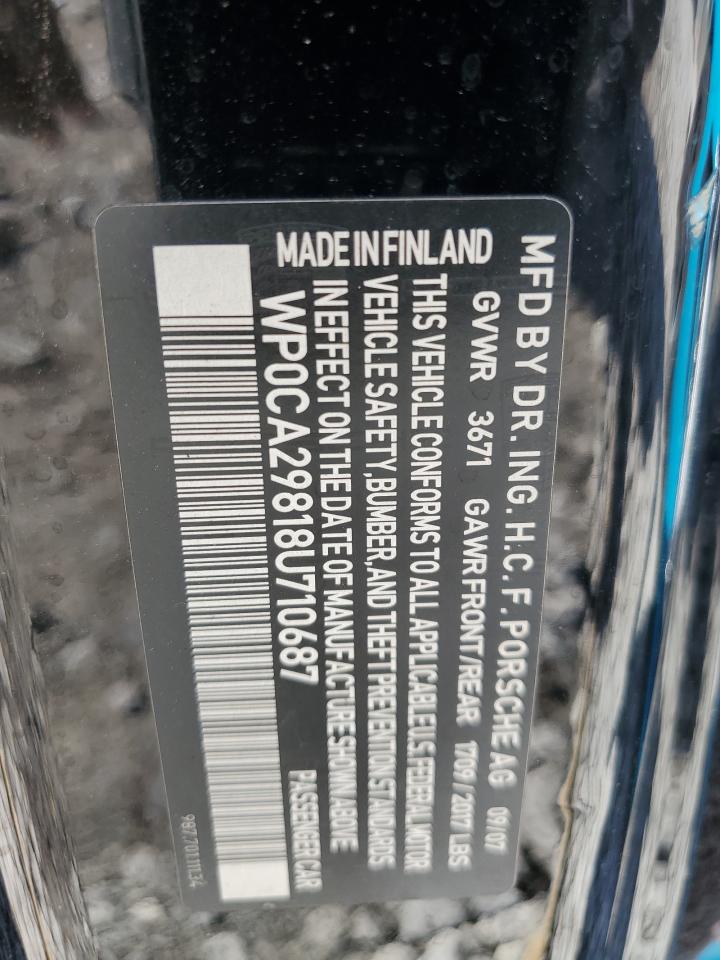 MFD BY DR. ING. H.C. F. PORSCHE AG 09/07
GVWR 3671 GAWR FRONT/REAR 1709/2017 LBS
THIS VEHICLE CONFORMS TO ALL APPLICABLE US FEDERAL MOTOR
VEHICLE SAFETY, BUMBER, AND THEFT PREVENTION STANDARDS
IN EFFECT ON THE DATE OF MANUFACTURE SHOWN ABOVE
MADE IN FINLAND
WP0CA29818U710687 PASSENGER CAR